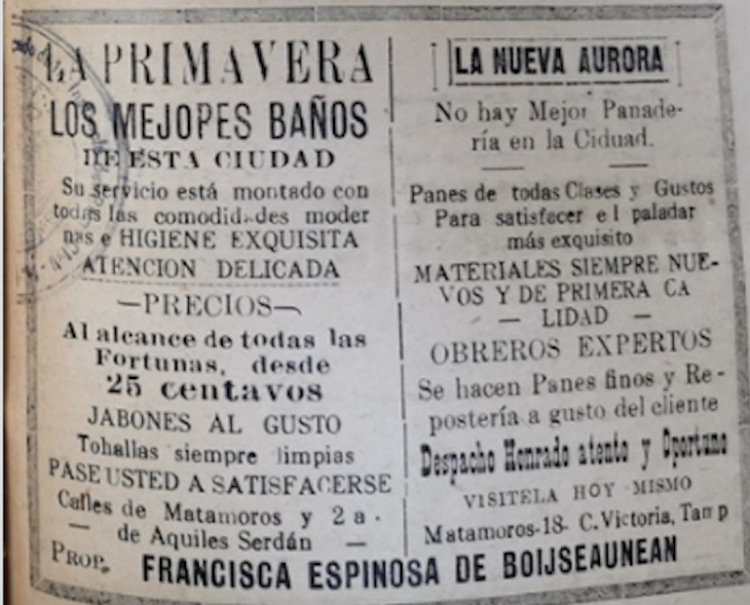 LA PRIMAVERA
LOS MEJOPES BAÑOS
DE ESTA CIUDAD
Su servicio está montado con
todas las comodid des moder
nas e HIGIENE EXQUISITA
ATENCION DELICADA
—PRECIOS—
Al alcance de todas las
Fortunas, desde
25 centavos
JABONES AL GUSTO
Tohallas siempre limpias
PASE USTED A SATISFACERSE
Calles de Matamoros y 2a.
— de Aquiles Serdán —
LA NUEVA AURORA
No hay Mejor Panade-
ría en la Ciduad.
Panes de todas Clases y Gustos
Para satisfecer el paladar
más exquisito
MATERIALES SIEMPRE NUE-
VOS Y DE PRIMERA CA
— LIDAD —
OBREROS EXPERTOS
Se hacen Panes finos y Re-
postería a gusto del cliente
Despacho Honrado atento y Oportuno
VISITELA HOY MISMO
Matamoros-18- C. Victoria, Tamp
PROP. FRANCISCA ESPINOSA DE BOIJSEAUNEAN